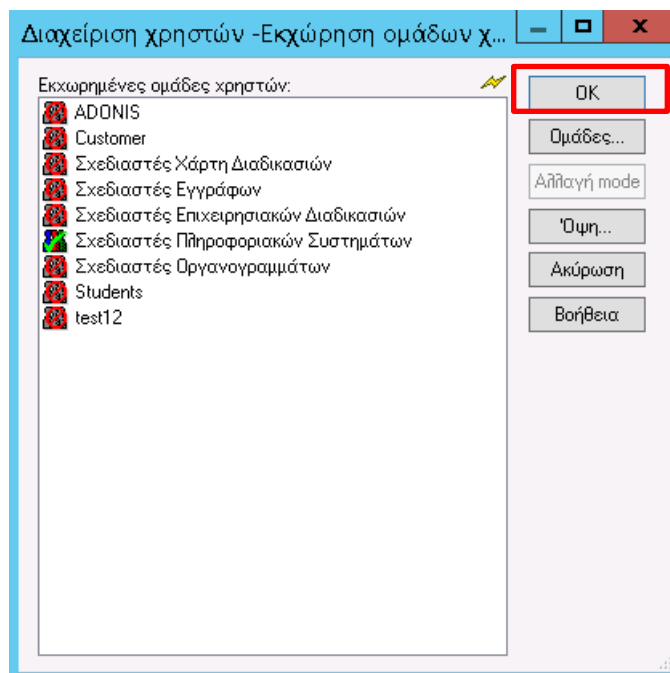 Διαχείριση χρηστών -Εκχώρηση ομάδων χ...
Εκχωρημένες ομάδες χρηστών:
ADONIS
Customer
Σχεδιαστές Χάρτη Διαδικασιών
Σχεδιαστές Εγγράφων
Σχεδιαστές Επιχειρησιακών Διαδικασιών
Σχεδιαστές Πληροφοριακών Συστημάτων
Σχεδιαστές Οργανογραμμάτων
Students
test12
OK
Ομάδες...
Αλλαγή mode
Όψη...
Ακύρωση
Βοήθεια